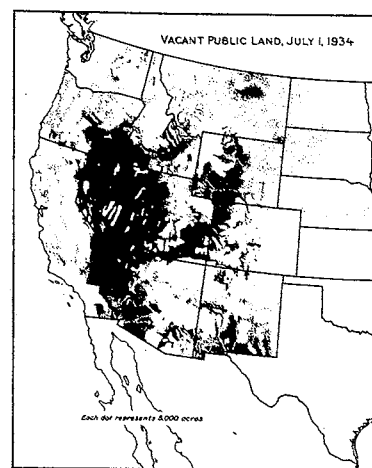 VACANT PUBLIC LAND, JULY 1, 1934
Each dot represents 5,000 acres